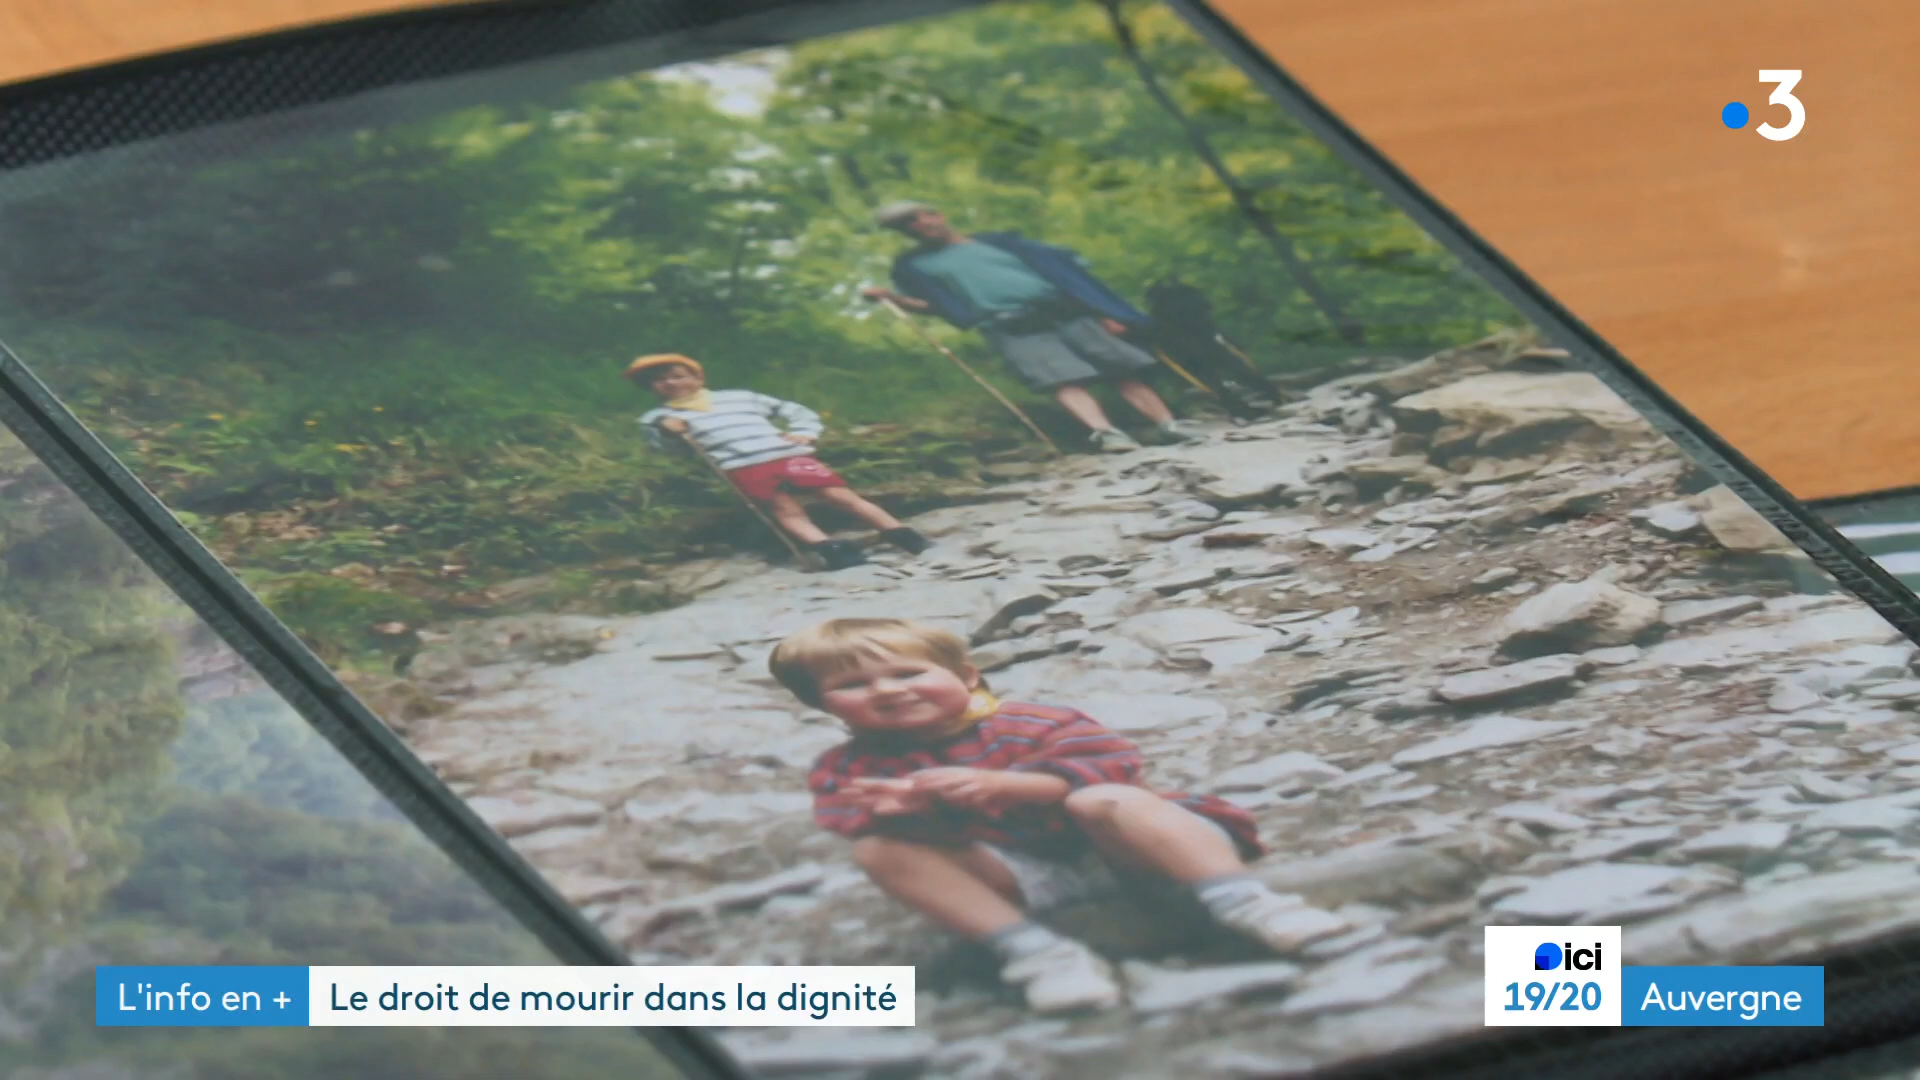 3
L'info en +
Le droit de mourir dans la dignité
ici
19/20
Auvergne